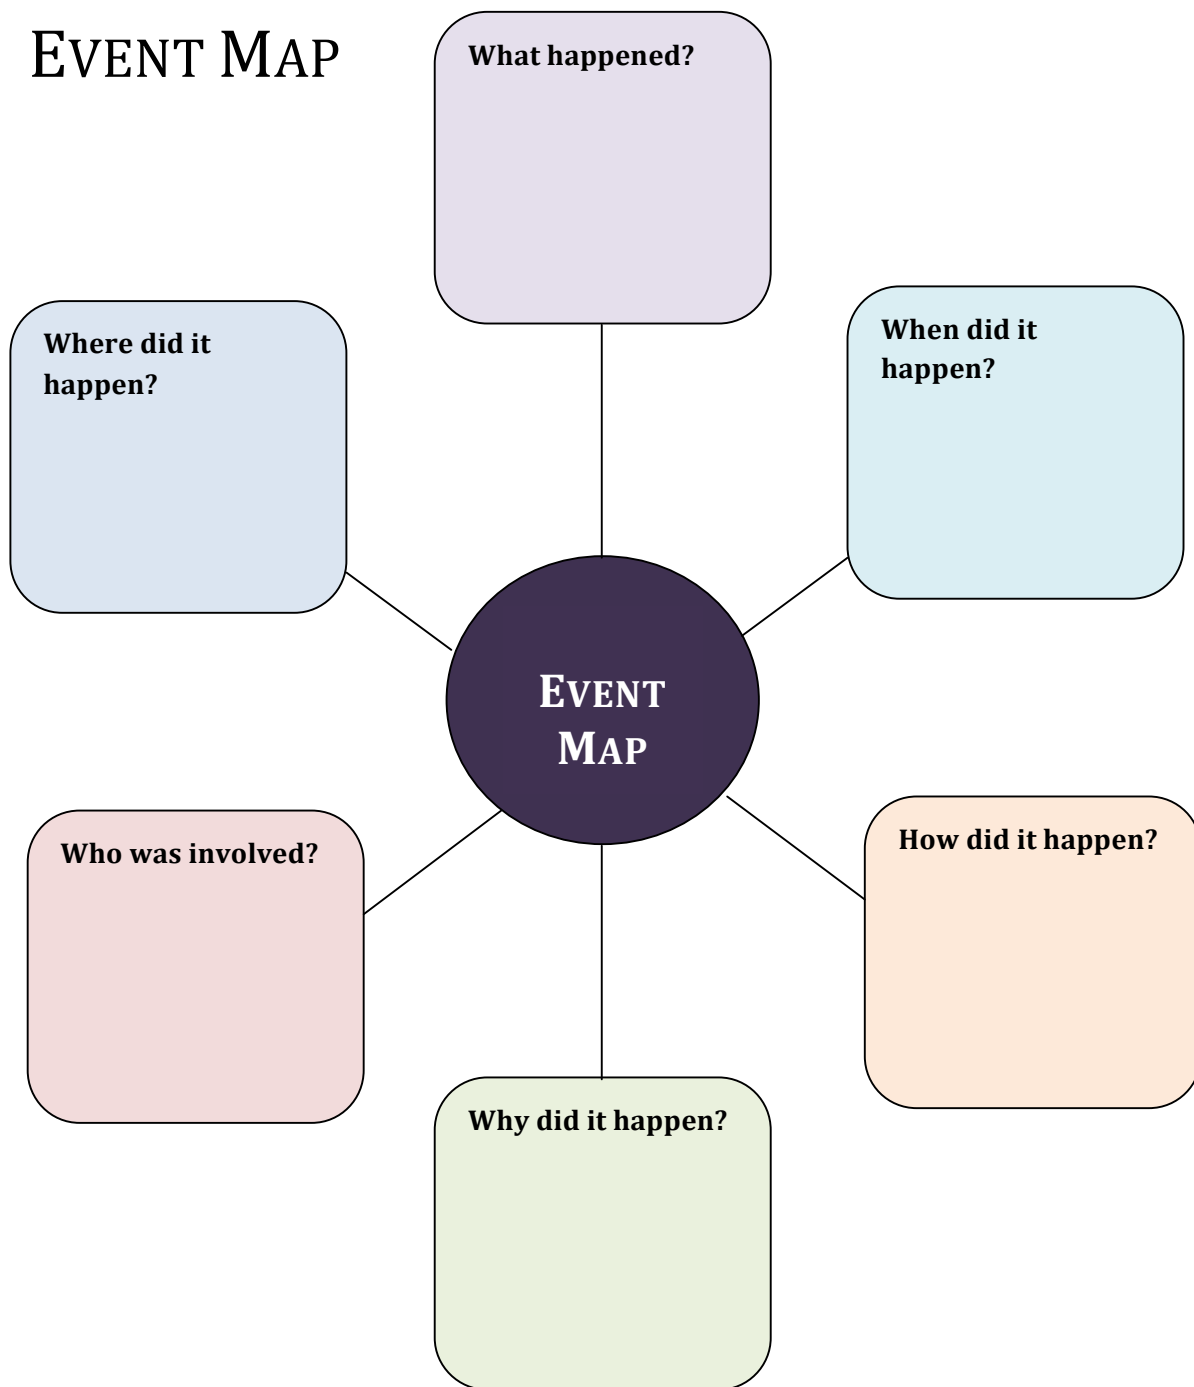 EVENT MAP
What happened?
Where did it
happen?
When did it
happen?
EVENT
MAP
Who was involved?
How did it happen?
Why did it happen?